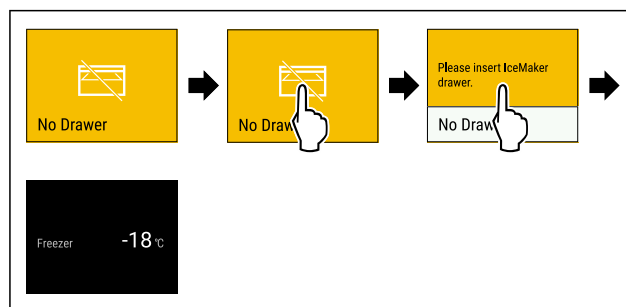 No Drawer
No Draw
Please insert IceMaker
drawer.
No Draw
Freezer -18 °C